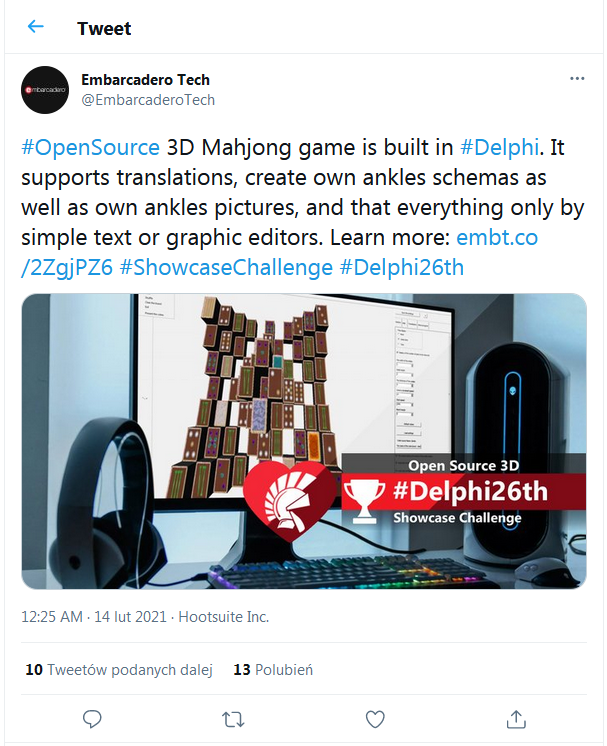 Tweet
Embarcadero Tech
embarcadero
@EmbarcaderoTech
#OpenSource 3D Mahjong game is built in #Delphi. It
supports translations, create own ankles schemas as
well as own ankles pictures, and that everything only by
simple text or graphic editors. Learn more: embt.co
/2ZgjPZ6 #ShowcaseChallenge #Delphi26th
Open Source 3D
#Delphi26th
Showcase Challenge
12:25 AM · 14 lut 2021 · Hootsuite Inc.
10 Tweetów podanych dalej 13 Polubień